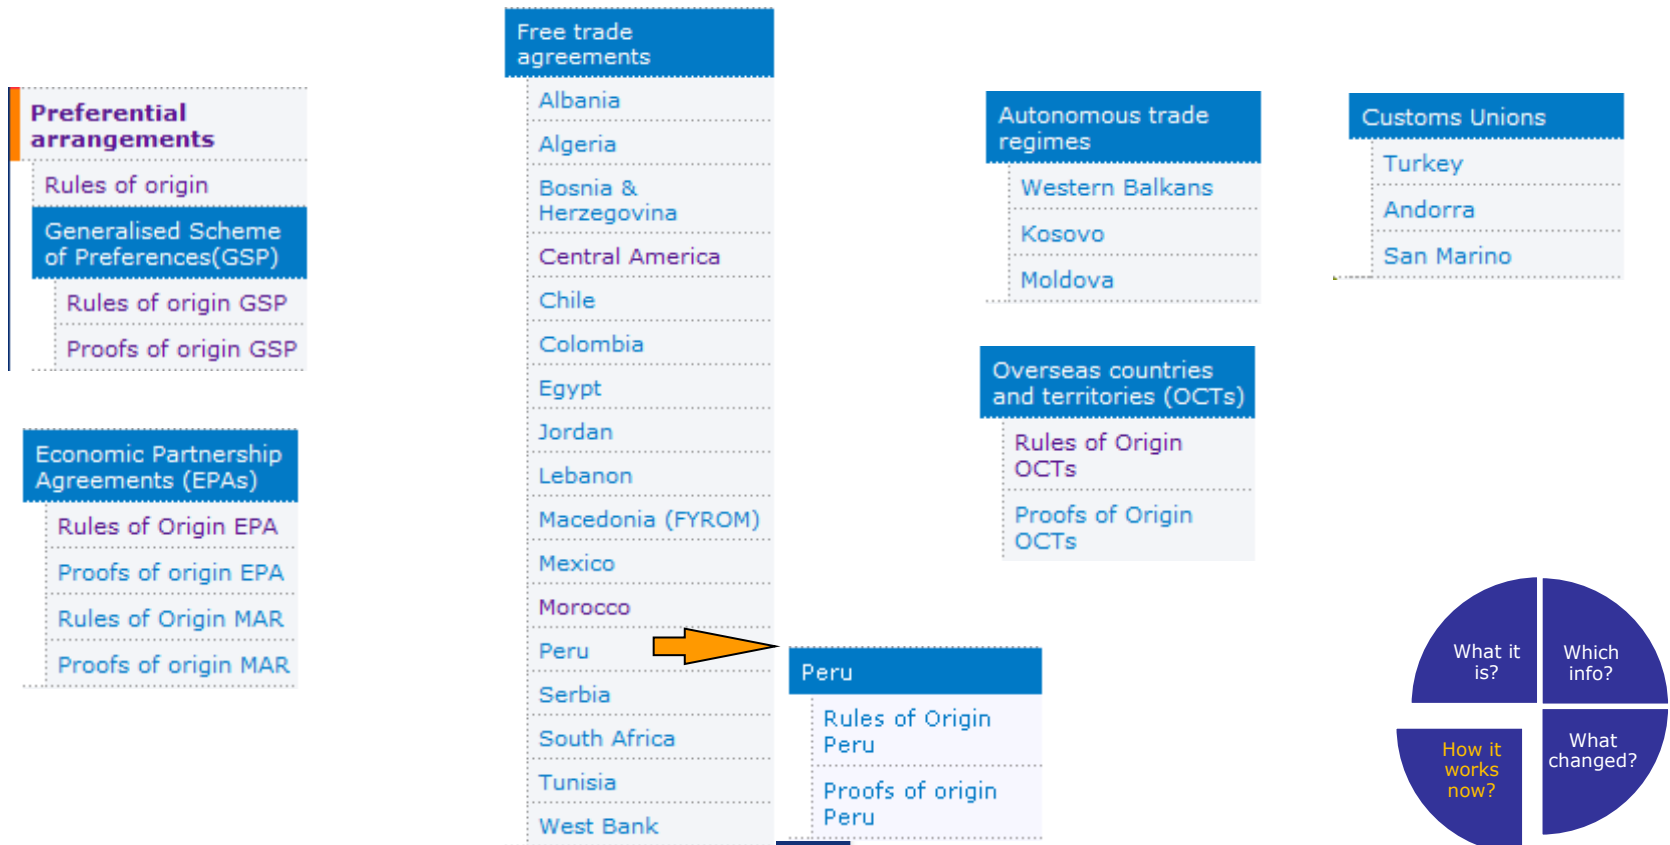 Preferential
arrangements
Rules of origin
Generalised Scheme
of Preferences(GSP)
Rules of origin GSP
Proofs of origin GSP
Economic Partnership
Agreements (EPAs)
Rules of Origin EPA
Proofs of origin EPA
Rules of Origin MAR
Proofs of origin MAR
Free trade
agreements
Albania
Algeria
Bosnia &
Herzegovina
Central America
Chile
Colombia
Egypt
Jordan
Lebanon
Macedonia (FYROM)
Mexico
Morocco
Peru
Serbia
South Africa
Tunisia
West Bank
Peru
Rules of Origin
Peru
Proofs of origin
Peru
Autonomous trade
regimes
Western Balkans
Kosovo
Moldova
Overseas countries
and territories (OCTs)
Rules of Origin
OCTs
Proofs of Origin
OCTs
Customs Unions
Turkey
Andorra
San Marino
What it
is?
Which
info?
How it
works
now?
What
changed?